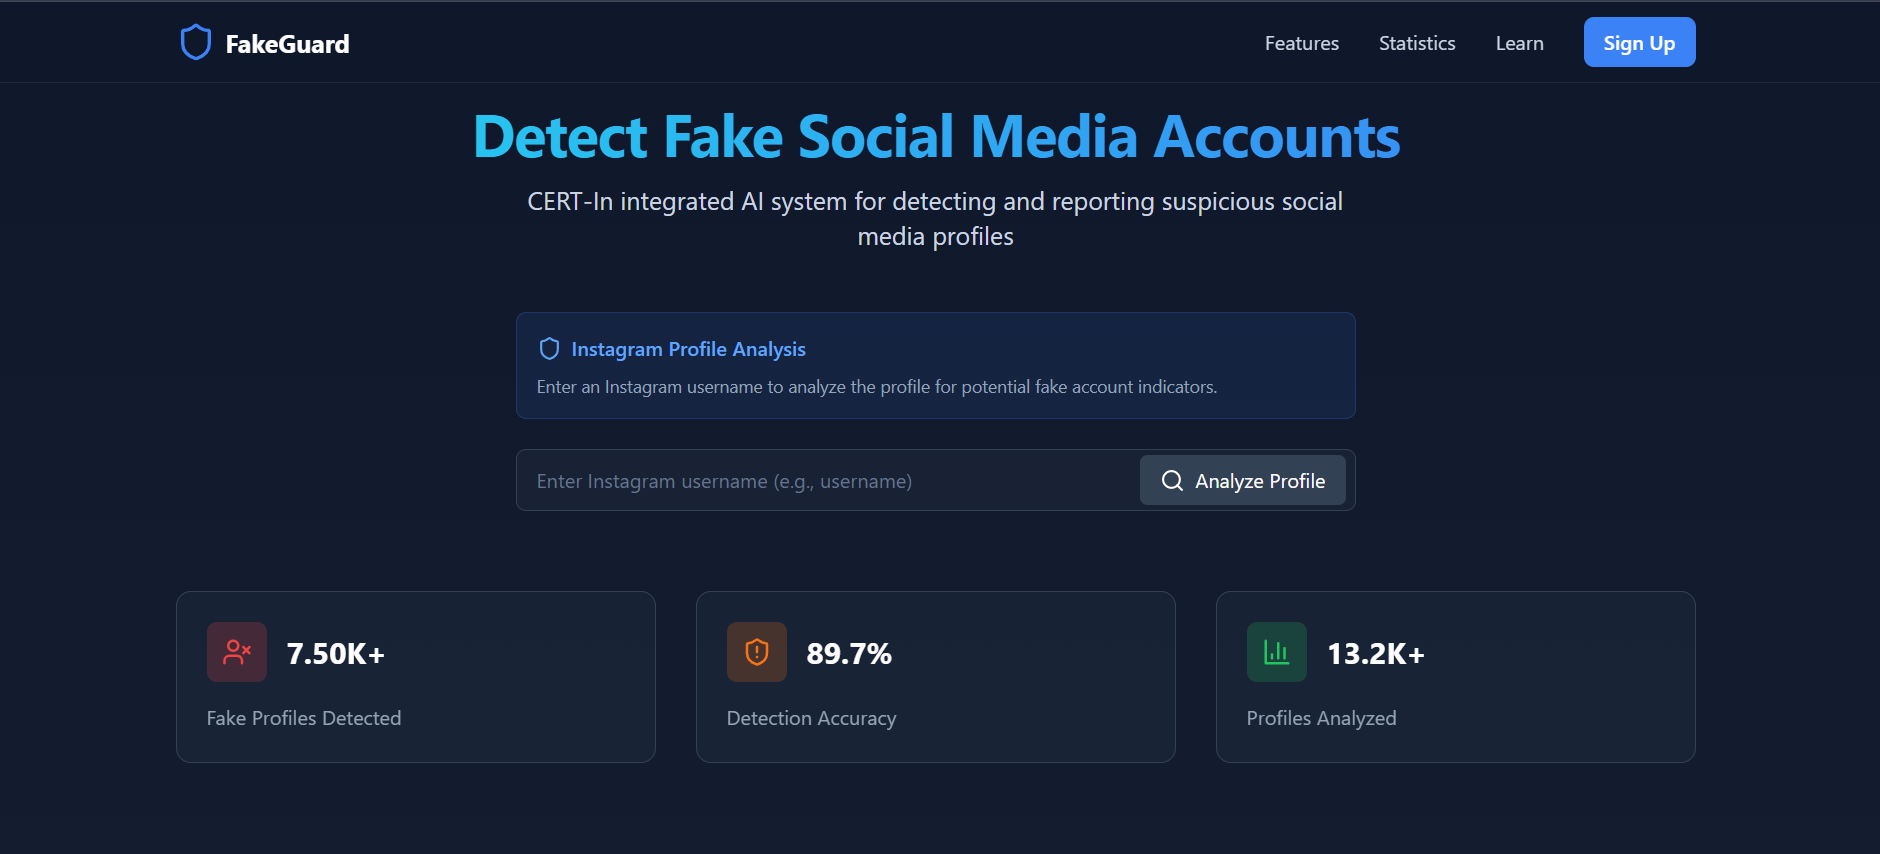 FakeGuard
Features
Statistics
Learn
Sign Up
Detect Fake Social Media Accounts
CERT-In integrated AI system for detecting and reporting suspicious social
media profiles
Instagram Profile Analysis
Enter an Instagram username to analyze the profile for potential fake account indicators.
Enter Instagram username (e.g., username)
Analyze Profile
7.50K+
Fake Profiles Detected
89.7%
Detection Accuracy
13.2K+
Profiles Analyzed